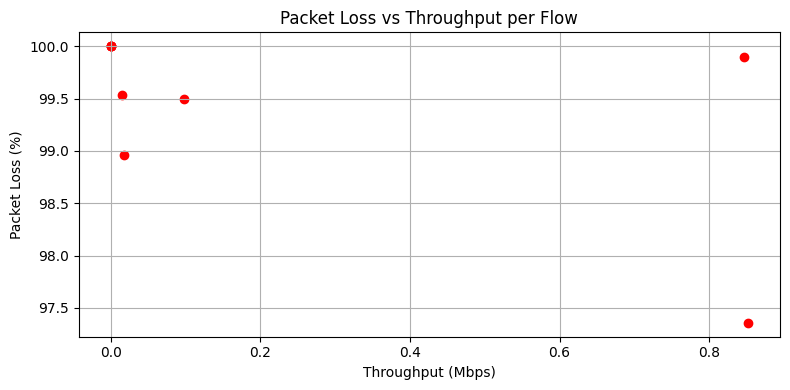 Packet Loss vs Throughput per Flow
Packet Loss (%)
100.0
99.5
99.0
98.5
98.0
97.5
0.0 0.2 0.4 0.6 0.8
Throughput (Mbps)